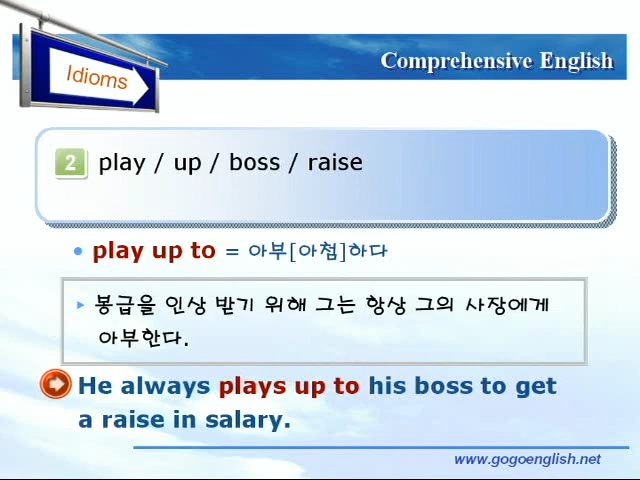 Idioms
Comprehensive English
2 play / up / boss / raise
• play up to = 아부[아첨]하다
▸ 봉급을 인상 받기 위해 그는 항상 그의 사장에게
아부한다.
He always plays up to his boss to get
a raise in salary.
www.gogoenglish.net